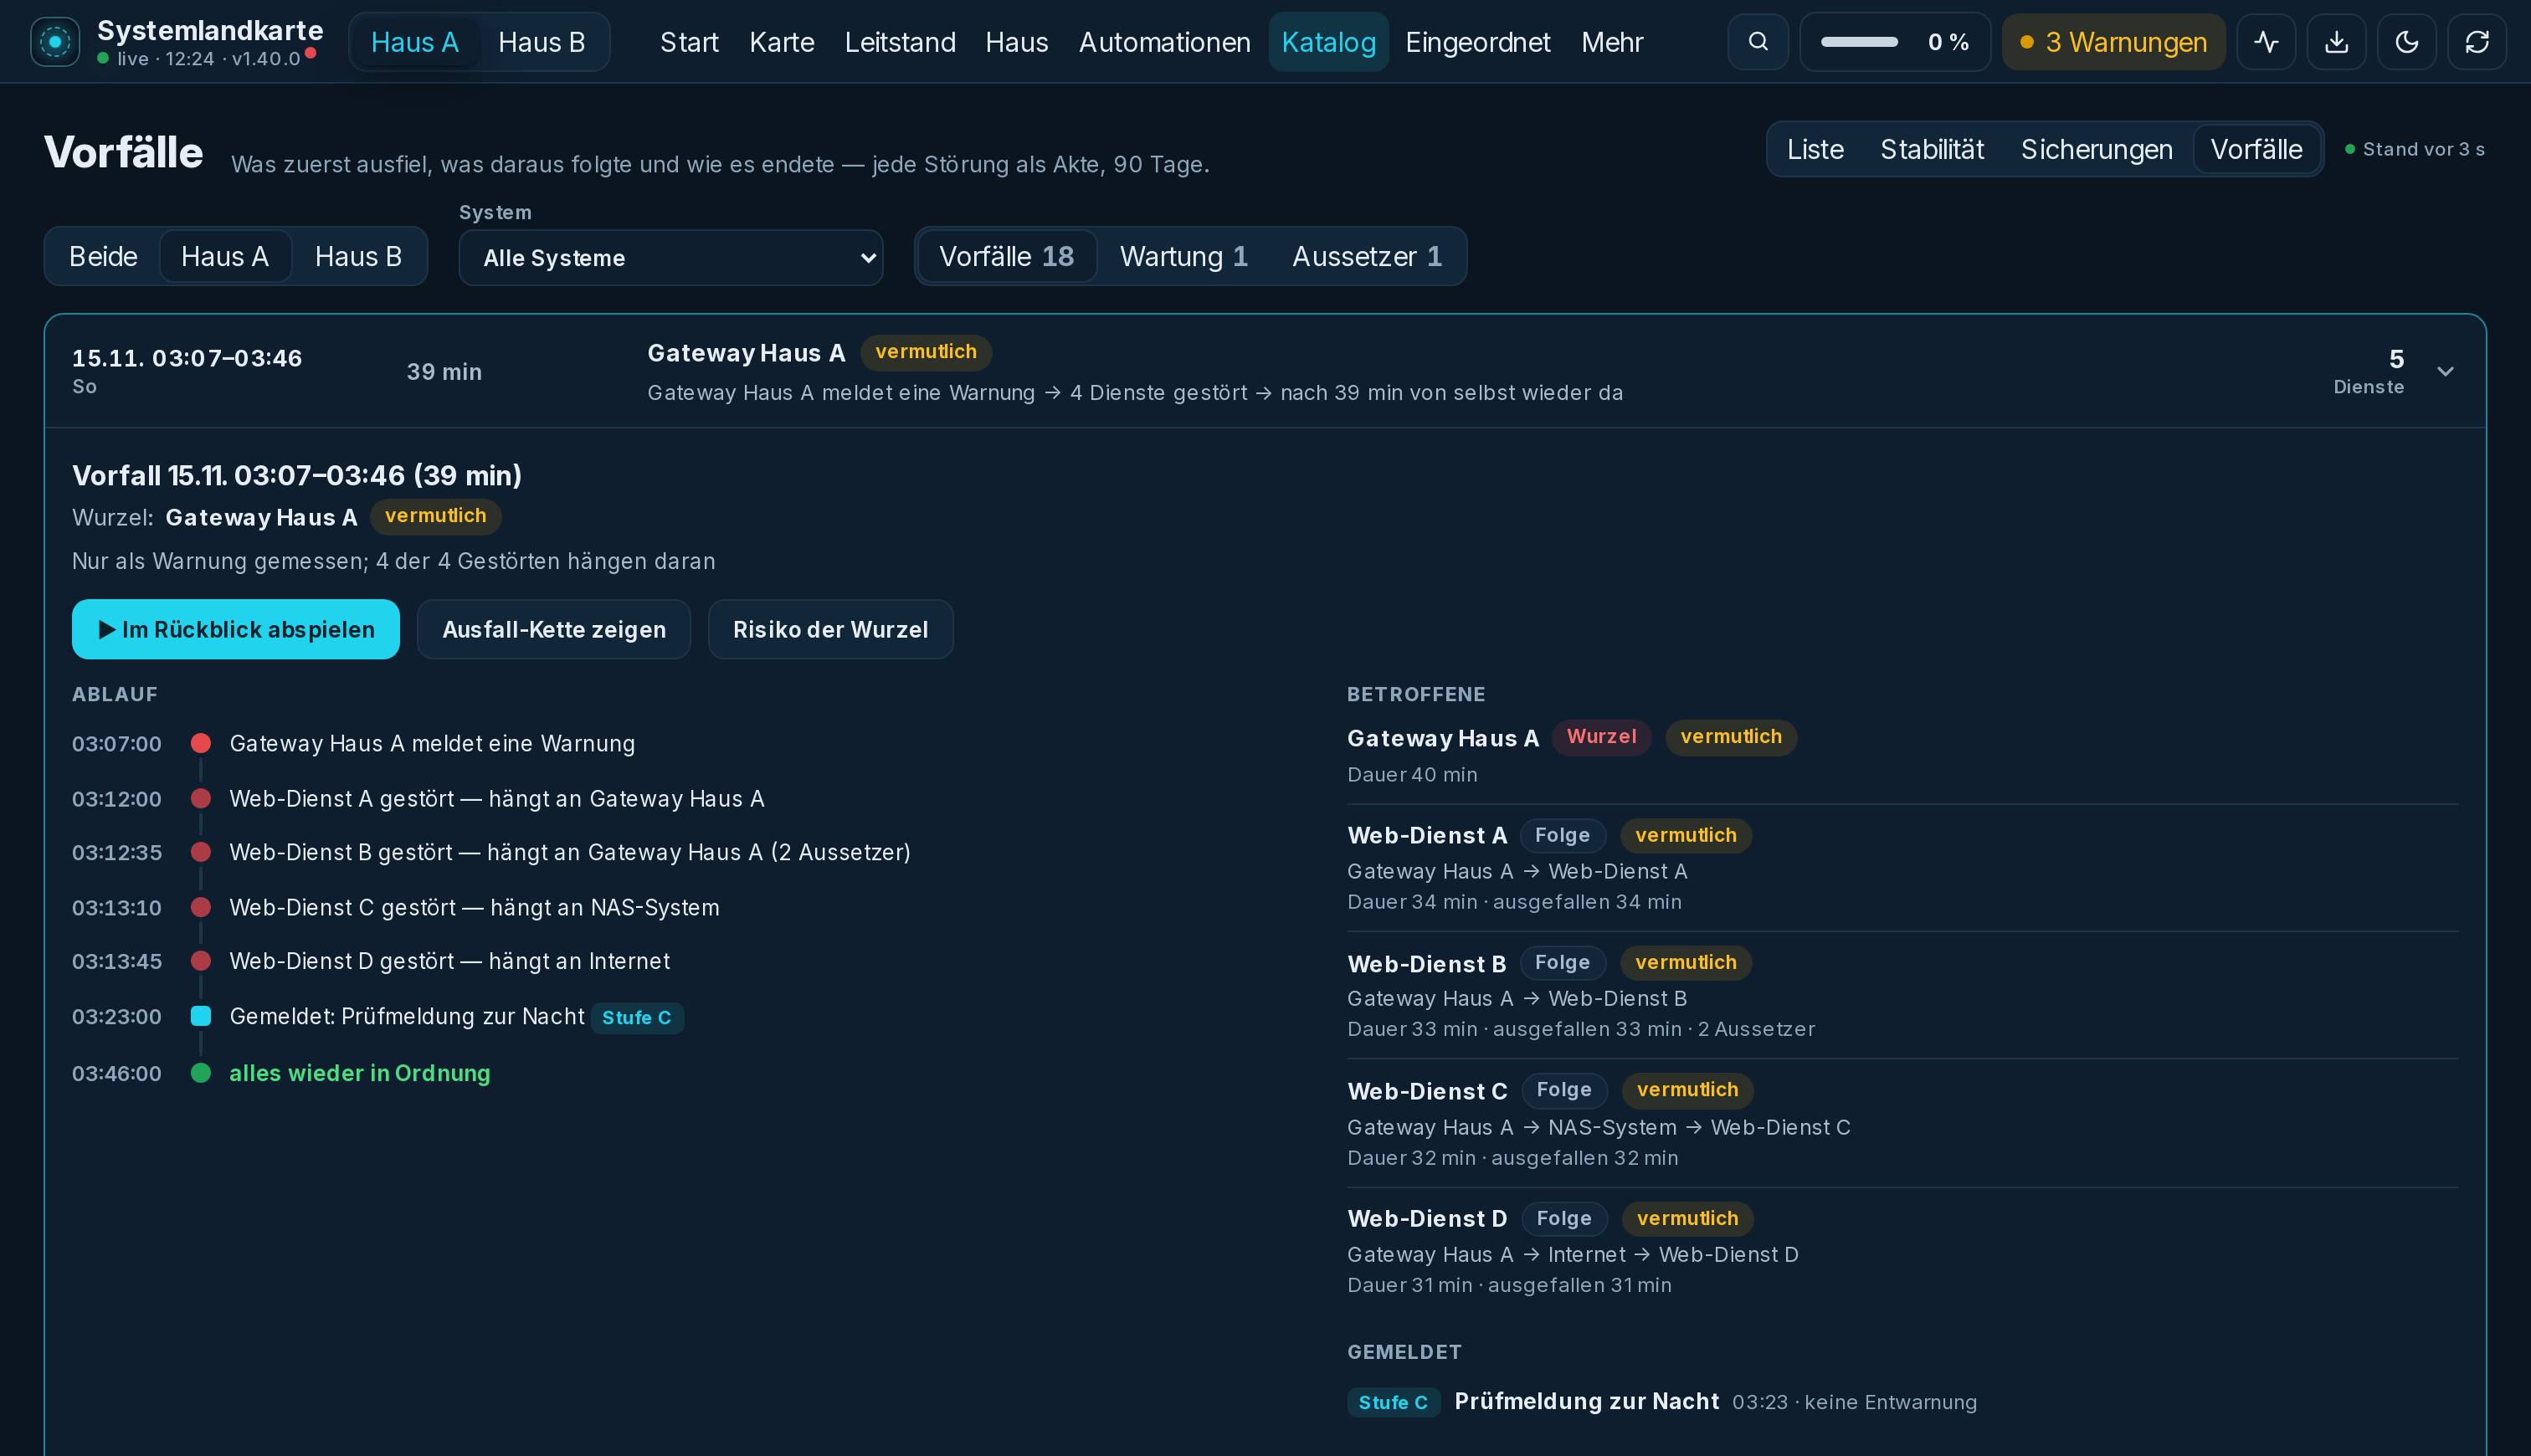 Systemlandkarte
live · 12:24 · v1.40.0
Haus A
Haus B
Start
Karte
Leitstand
Haus
Automationen
Katalog
Eingeordnet
Mehr
0 %
3 Warnungen
Vorfälle
Was zuerst ausfiel, was daraus folgte und wie es endete — jede Störung als Akte, 90 Tage.
Liste
Stabilität
Sicherungen
Vorfälle
Stand vor 3 s
Beide
Haus A
Haus B
System
Alle Systeme
Vorfälle 18
Wartung 1
Aussetzer 1
15.11. 03:07–03:46
So
39 min
Gateway Haus A vermutlich
Gateway Haus A meldet eine Warnung → 4 Dienste gestört → nach 39 min von selbst wieder da
5
Dienste
Vorfall 15.11. 03:07–03:46 (39 min)
Wurzel: Gateway Haus A vermutlich
Nur als Warnung gemessen; 4 der 4 Gestörten hängen daran
▶ Im Rückblick abspielen
Ausfall-Kette zeigen
Risiko der Wurzel
ABLAUF
03:07:00 Gateway Haus A meldet eine Warnung
03:12:00 Web-Dienst A gestört — hängt an Gateway Haus A
03:12:35 Web-Dienst B gestört — hängt an Gateway Haus A (2 Aussetzer)
03:13:10 Web-Dienst C gestört — hängt an NAS-System
03:13:45 Web-Dienst D gestört — hängt an Internet
03:23:00 Gemeldet: Prüfmeldung zur Nacht Stufe C
03:46:00 alles wieder in Ordnung
BETROFFENE
Gateway Haus A Wurzel vermutlich
Dauer 40 min
Web-Dienst A Folge vermutlich
Gateway Haus A → Web-Dienst A
Dauer 34 min · ausgefallen 34 min
Web-Dienst B Folge vermutlich
Gateway Haus A → Web-Dienst B
Dauer 33 min · ausgefallen 33 min · 2 Aussetzer
Web-Dienst C Folge vermutlich
Gateway Haus A → NAS-System → Web-Dienst C
Dauer 32 min · ausgefallen 32 min
Web-Dienst D Folge vermutlich
Gateway Haus A → Internet → Web-Dienst D
Dauer 31 min · ausgefallen 31 min
GEMELDET
Stufe C Prüfmeldung zur Nacht 03:23 · keine Entwarnung